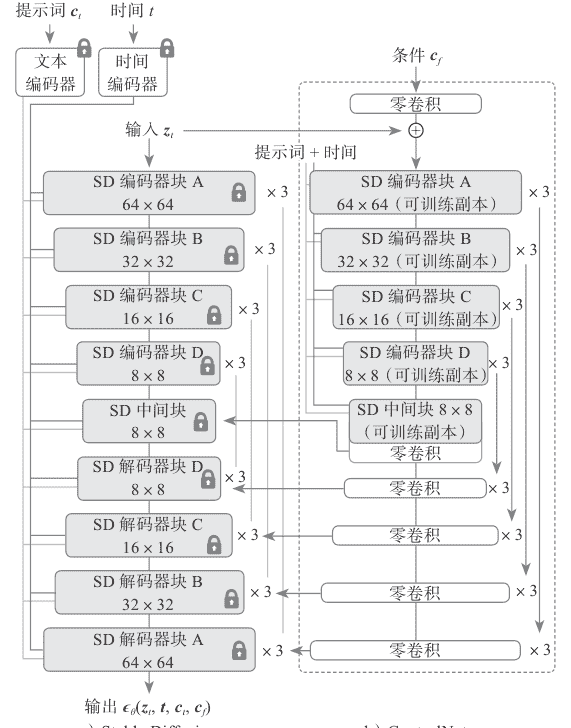 提示词 cₜ
时间 t
文本
编码器
时间
编码器
输入 zₜ
SD 编码器块 A
64×64
×3
SD 编码器块 B
32×32
×3
SD 编码器块 C
16×16
×3
SD 编码器块 D
8×8
×3
SD 中间块
8×8
SD 解码器块 D
8×8
×3
SD 解码器块 C
16×16
×3
SD 解码器块 B
32×32
×3
SD 解码器块 A
64×64
×3
输出 ϵθ(zₜ, t, cₜ, c_f)
条件 c_f
零卷积
提示词+时间
SD 编码器块 A
64×64（可训练副本）
×3
SD 编码器块 B
32×32（可训练副本）
×3
SD 编码器块 C
16×16（可训练副本）
×3
SD 编码器块 D
8×8（可训练副本）
×3
SD 中间块 8×8
（可训练副本）
零卷积
零卷积
×3
零卷积
×3
零卷积
×3
零卷积
×3